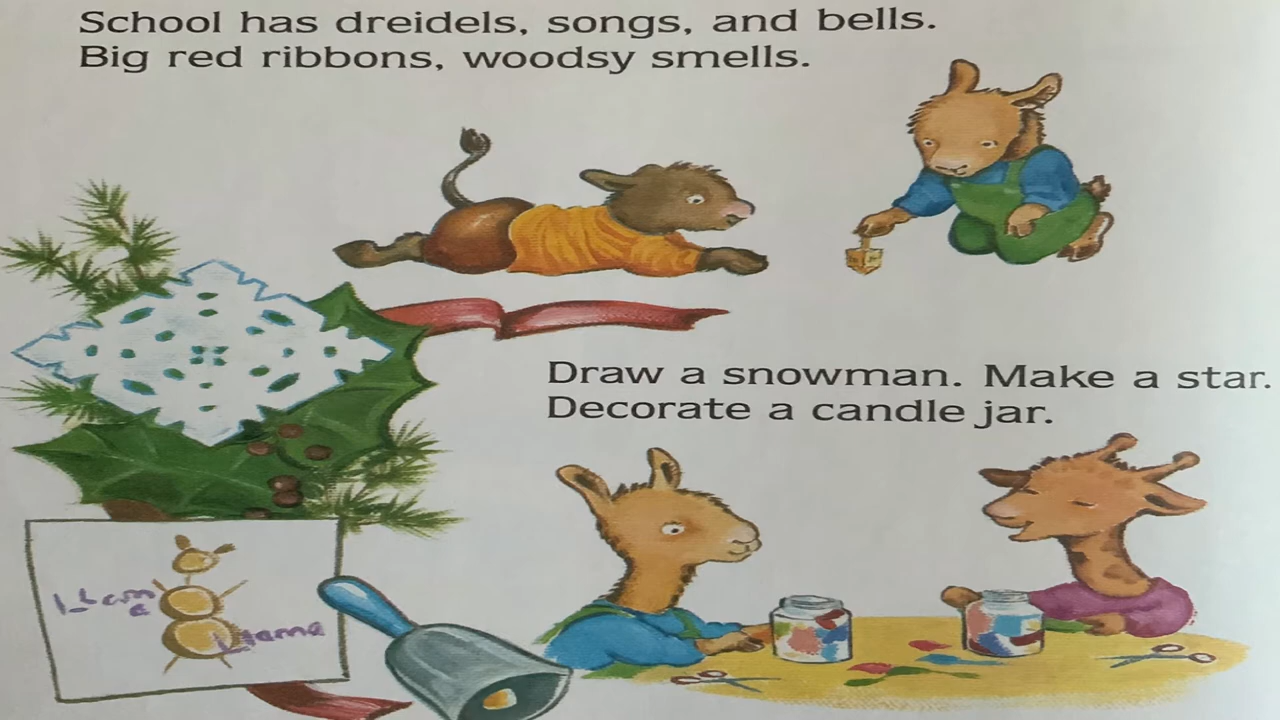 School has dreidels, songs, and bells.
Big red ribbons, woodsy smells.
Draw a snowman. Make a star.
Decorate a candle jar.
Llam
a
Llama